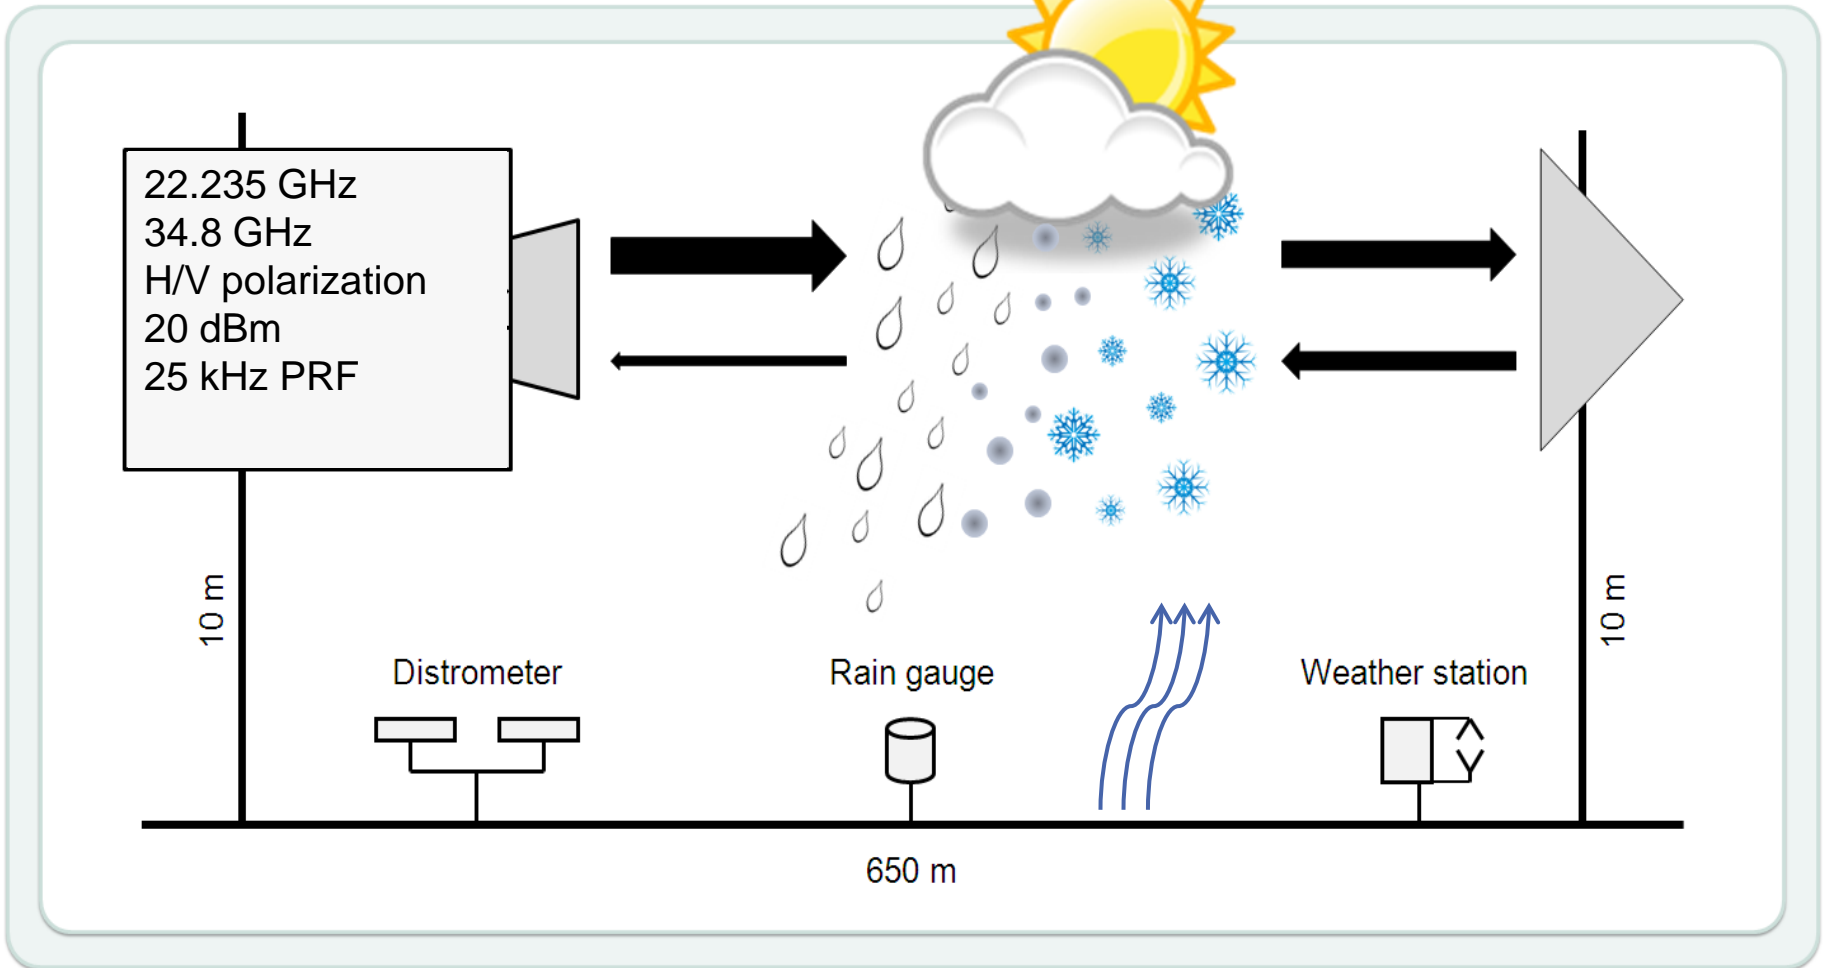 22.235 GHz
34.8 GHz
H/V polarization
20 dBm
25 kHz PRF
10 m
10 m
Distrometer
Rain gauge
Weather station
650 m